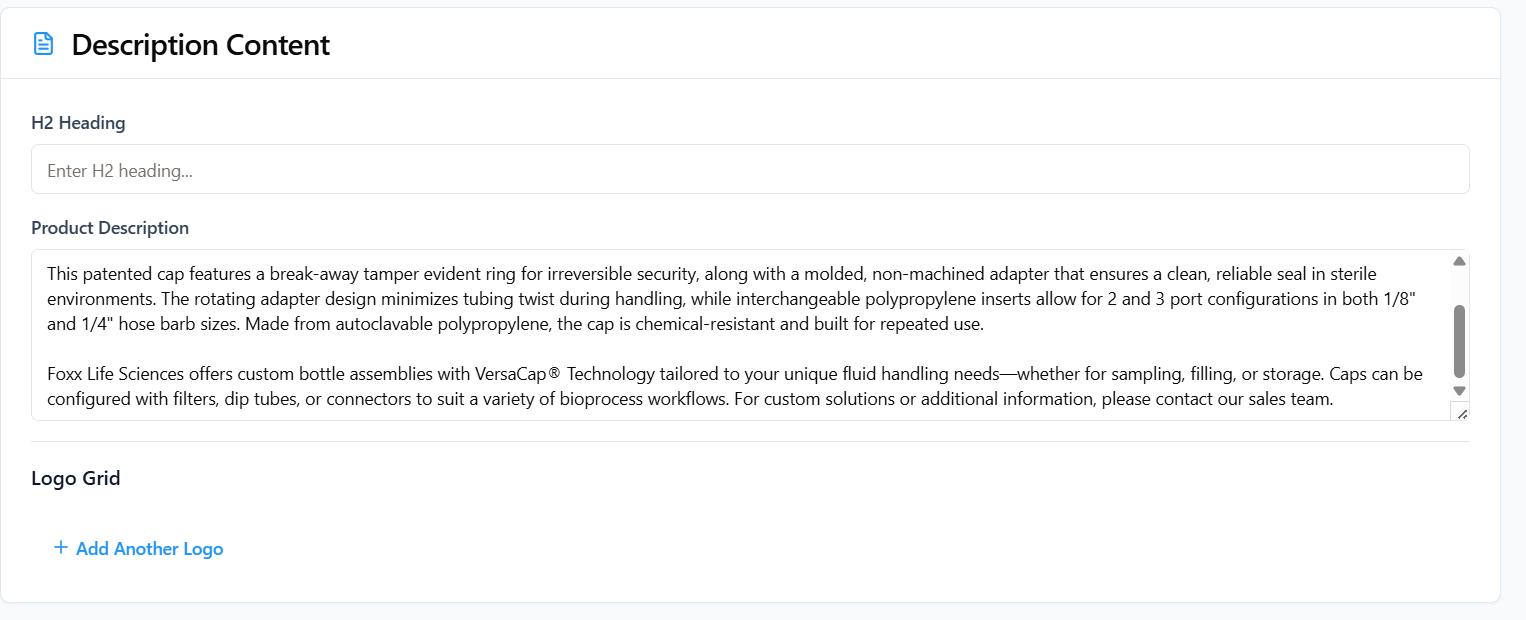 Description Content
H2 Heading
Enter H2 heading...
Product Description
This patented cap features a break-away tamper evident ring for irreversible security, along with a molded, non-machined adapter that ensures a clean, reliable seal in sterile
environments. The rotating adapter design minimizes tubing twist during handling, while interchangeable polypropylene inserts allow for 2 and 3 port configurations in both 1/8"
and 1/4" hose barb sizes. Made from autoclavable polypropylene, the cap is chemical-resistant and built for repeated use.
Foxx Life Sciences offers custom bottle assemblies with VersaCap® Technology tailored to your unique fluid handling needs—whether for sampling, filling, or storage. Caps can be
configured with filters, dip tubes, or connectors to suit a variety of bioprocess workflows. For custom solutions or additional information, please contact our sales team.
Logo Grid
+ Add Another Logo